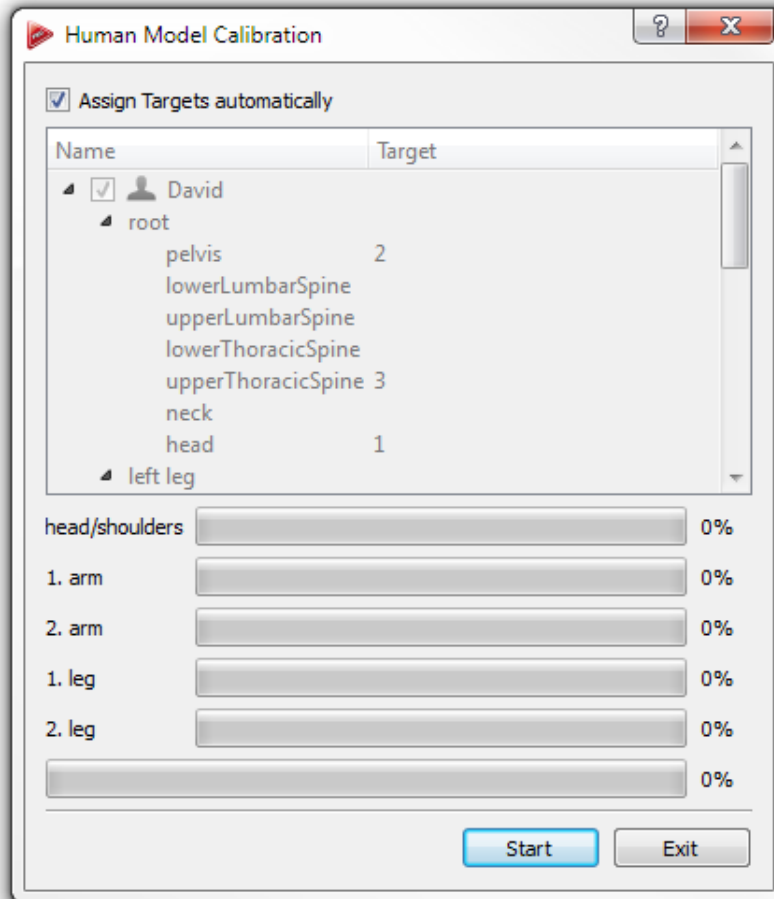 Human Model Calibration
Assign Targets automatically
Name Target
David
root
pelvis 2
lowerLumbarSpine
upperLumbarSpine
lowerThoracicSpine
upperThoracicSpine 3
neck
head 1
left leg
head/shoulders 0%
1. arm 0%
2. arm 0%
1. leg 0%
2. leg 0%
0%
Start Exit